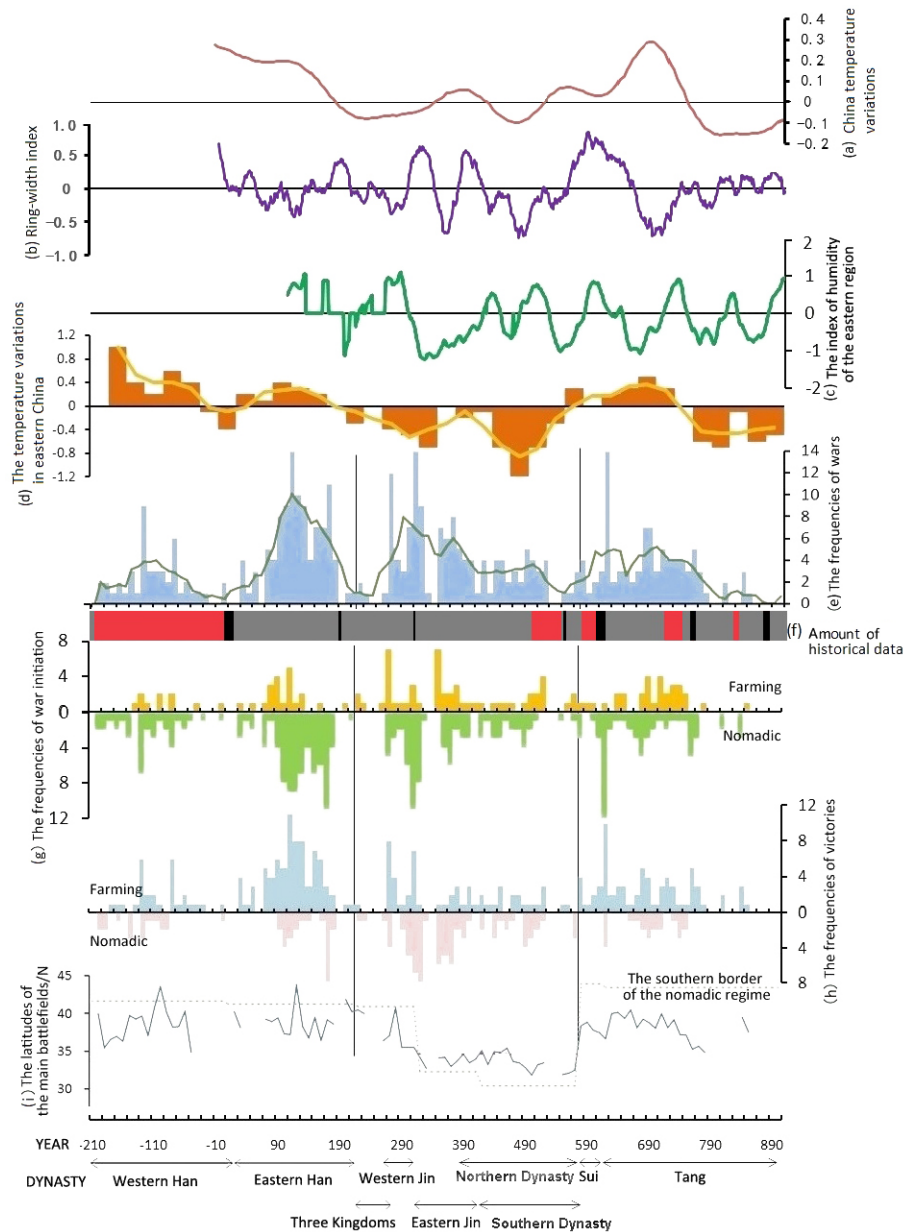 0.4
0.3
0.2
0.1
0
−0.1
−0.2
(a) China temperature
variations
1.0
0.5
0
−0.5
−1.0
(b) Ring-width index
2
1
0
-1
-2
(c) The index of humidity
of the eastern region
1.2
0.8
0.4
0
-0.4
-0.8
-1.2
(d) The temperature variations
in eastern China
14
12
10
8
6
4
2
0
(e) The frequencies of wars
(f) Amount of
historical data
8
4
0
4
8
12
(g) The frequencies of war initiation
Farming
Nomadic
12
8
4
0
4
8
(h) The frequencies of victories
Farming
Nomadic
45
40
35
30
(i) The latitudes of
the main battlefields/N
The southern border
of the nomadic regime
YEAR -210 -110 -10 90 190 290 390 490 590 690 790 890
DYNASTY Western Han Eastern Han Western Jin Northern Dynasty Sui Tang
Three Kingdoms Eastern Jin Southern Dynasty